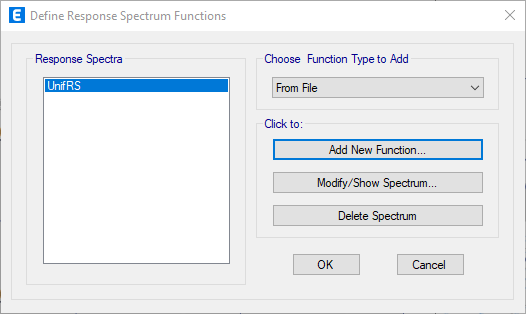 E Define Response Spectrum Functions
Response Spectra
UnifRS
Choose Function Type to Add
From File
Click to:
Add New Function...
Modify/Show Spectrum...
Delete Spectrum
OK
Cancel